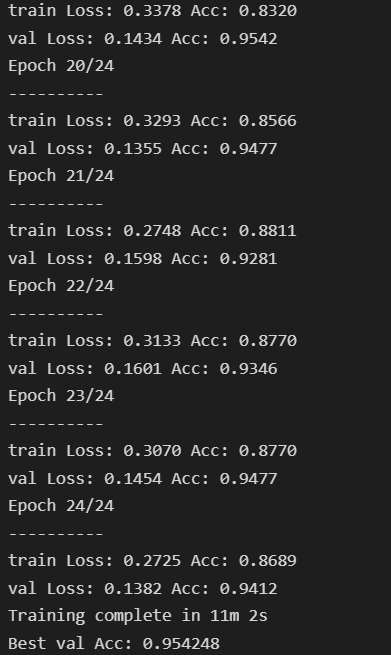 train Loss: 0.3378 Acc: 0.8320
val Loss: 0.1434 Acc: 0.9542
Epoch 20/24
----------
train Loss: 0.3293 Acc: 0.8566
val Loss: 0.1355 Acc: 0.9477
Epoch 21/24
----------
train Loss: 0.2748 Acc: 0.8811
val Loss: 0.1598 Acc: 0.9281
Epoch 22/24
----------
train Loss: 0.3133 Acc: 0.8770
val Loss: 0.1601 Acc: 0.9346
Epoch 23/24
----------
train Loss: 0.3070 Acc: 0.8770
val Loss: 0.1454 Acc: 0.9477
Epoch 24/24
----------
train Loss: 0.2725 Acc: 0.8689
val Loss: 0.1382 Acc: 0.9412
Training complete in 11m 2s
Best val Acc: 0.954248